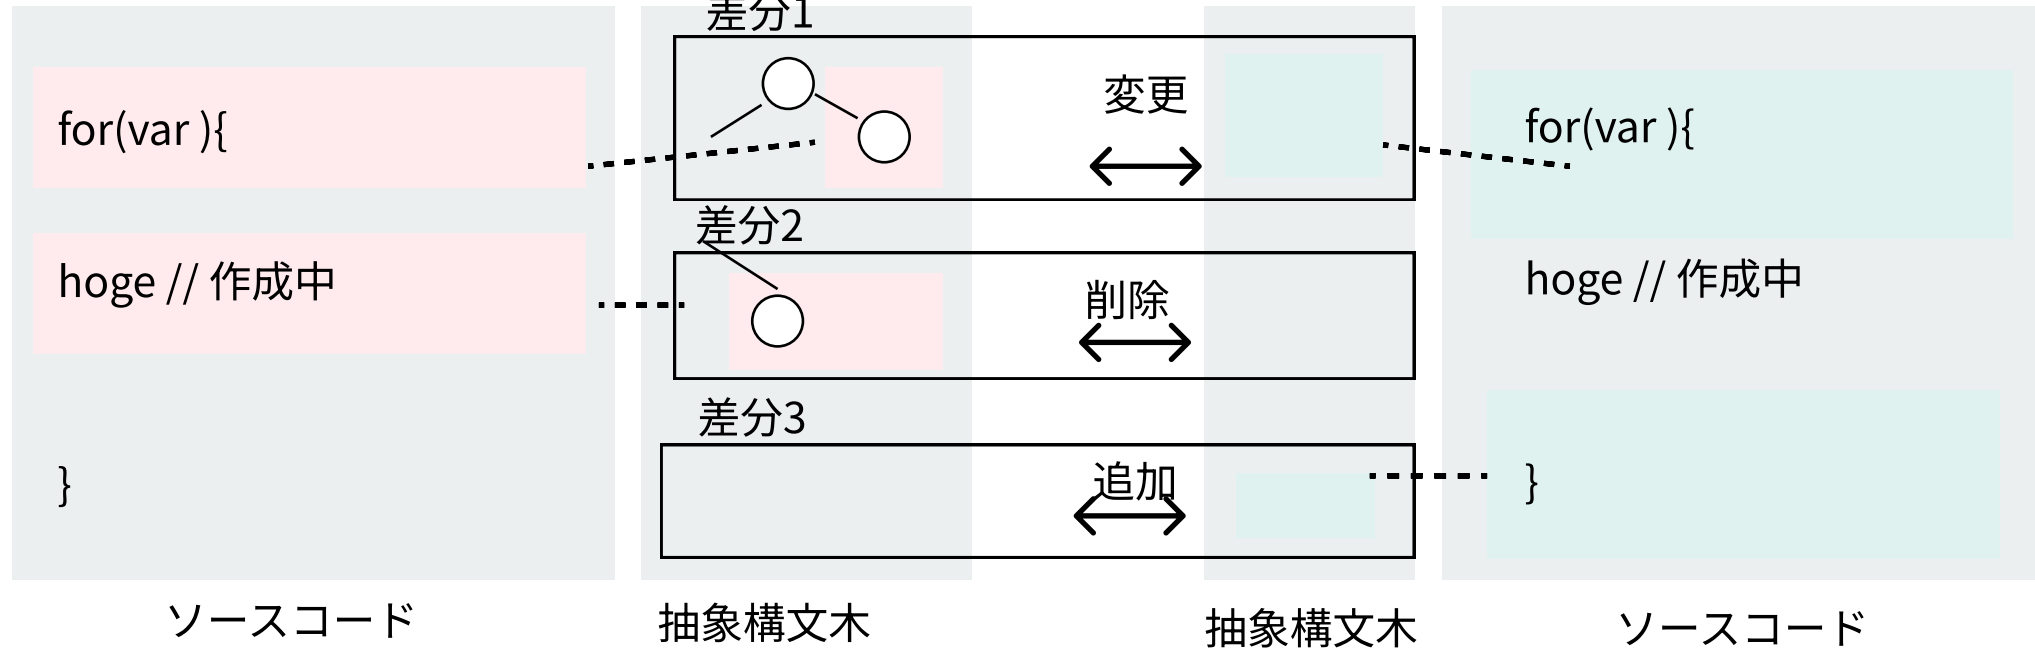 差分1
for(var ){
変更
for(var ){
差分2
hoge // 作成中
削除
hoge // 作成中
差分3
}
追加
}
ソースコード
抽象構文木
抽象構文木
ソースコード